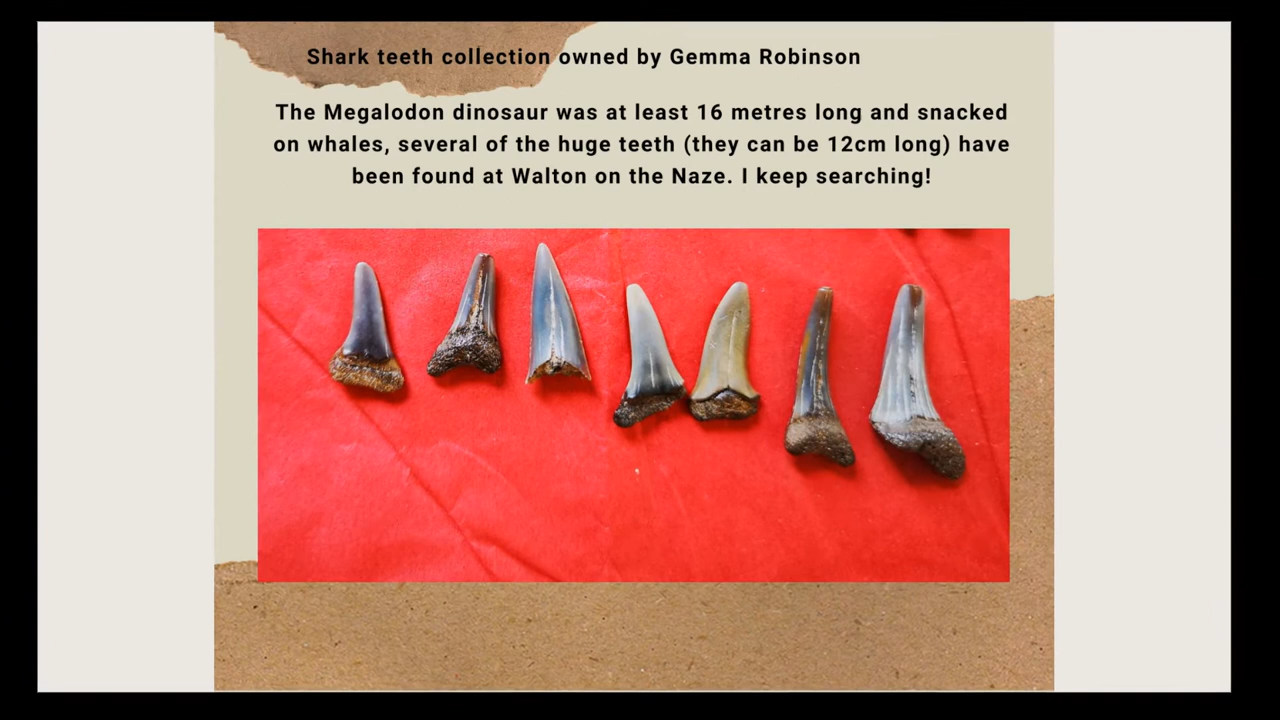 Shark teeth collection owned by Gemma Robinson
The Megalodon dinosaur was at least 16 metres long and snacked
on whales, several of the huge teeth (they can be 12cm long) have
been found at Walton on the Naze. I keep searching!